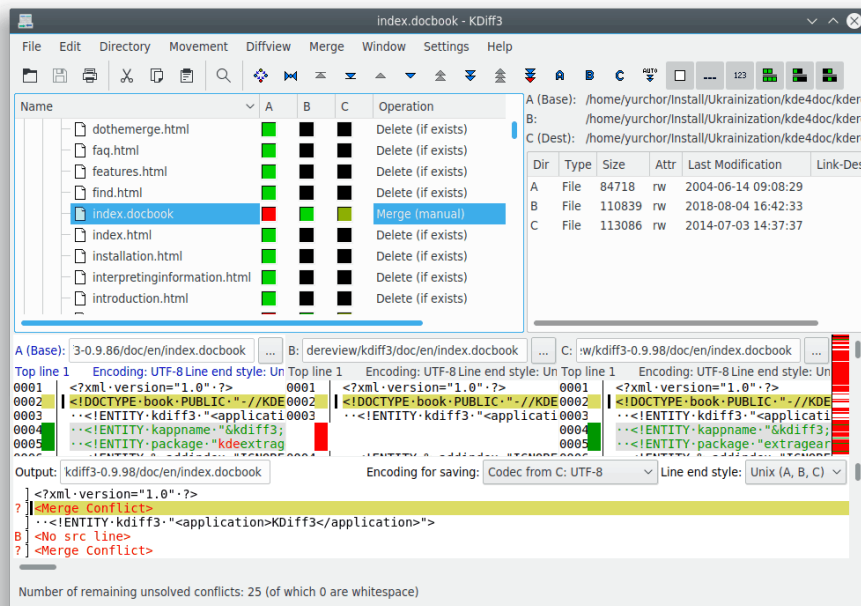 index.docbook - KDiff3
File Edit Directory Movement Diffview Merge Window Settings Help
A B C AUTO 123
Name A B C Operation
dothemerge.html Delete (if exists)
faq.html Delete (if exists)
features.html Delete (if exists)
find.html Delete (if exists)
index.docbook Merge (manual)
index.html Delete (if exists)
installation.html Delete (if exists)
interpretinginformation.html Delete (if exists)
introduction.html Delete (if exists)
A (Base): /home/yurchor/Install/Ukrainization/kde4doc/kdere
B: /home/yurchor/Install/Ukrainization/kde4doc/kdere
C (Dest): /home/yurchor/Install/Ukrainization/kde4doc/kdere
Dir Type Size Attr Last Modification Link-Des
A File 84718 rw 2004-06-14 09:08:29
B File 110839 rw 2018-08-04 16:42:33
C File 113086 rw 2014-07-03 14:37:37
A (Base): 3-0.9.86/doc/en/index.docbook ... B: dereview/kdiff3/doc/en/index.docbook ... C: w/kdiff3-0.9.98/doc/en/index.docbook ...
Top line 1 Encoding: UTF-8 Line end style: Un Top line 1 Encoding: UTF-8 Line end style: Un Top line 1 Encoding: UTF-8 Line end style: Un
0001 <?xml·version="1.0"·?> 0001 <?xml·version="1.0"·?> 0001 <?xml·version="1.0"·?>
0002 <!DOCTYPE·book·PUBLIC·"-//KDE 0002 <!DOCTYPE·book·PUBLIC·"-//KDE 0002 <!DOCTYPE·book·PUBLIC·"-//KDE
0003 ··<!ENTITY·kdiff3·"<applicati 0003 ··<!ENTITY·kdiff3·"<applicati 0003 ··<!ENTITY·kdiff3·"<applicati
0004 ··<!ENTITY·kappname·"&kdiff3; 0004 ··<!ENTITY·kappname·"&kdiff3;
0005 ··<!ENTITY·package·"kdeextrag 0005 ··<!ENTITY·package·"extragear
Output: kdiff3-0.9.98/doc/en/index.docbook Encoding for saving: Codec from C: UTF-8 Line end style: Unix (A, B, C)
] <?xml·version="1.0"·?>
? ] <Merge Conflict>
] ··<!ENTITY·kdiff3·"<application>KDiff3</application>">
B ] <No src line>
? ] <Merge Conflict>
Number of remaining unsolved conflicts: 25 (of which 0 are whitespace)